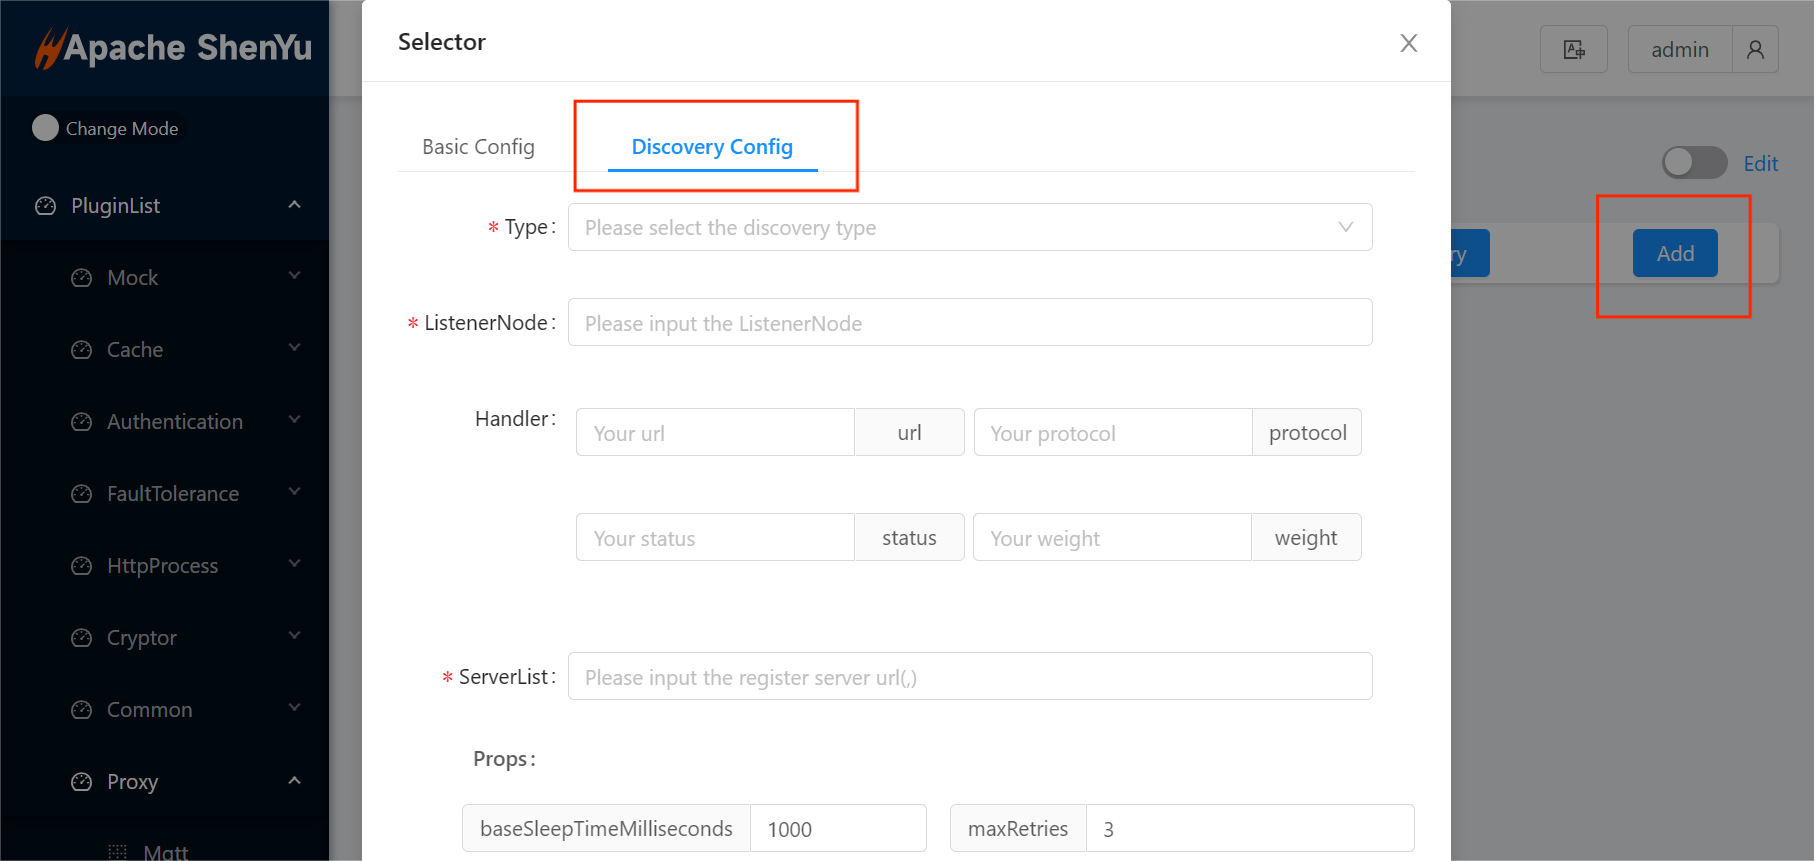 Apache ShenYu
Change Mode
PluginList
Mock
Cache
Authentication
FaultTolerance
HttpProcess
Cryptor
Common
Proxy
Matt
Selector
Basic Config
Discovery Config
* Type:
Please select the discovery type
* ListenerNode:
Please input the ListenerNode
Handler:
Your url
url
Your protocol
protocol
Your status
status
Your weight
weight
* ServerList:
Please input the register server url(,)
Props:
baseSleepTimeMilliseconds
1000
maxRetries
3
admin
Edit
ry
Add